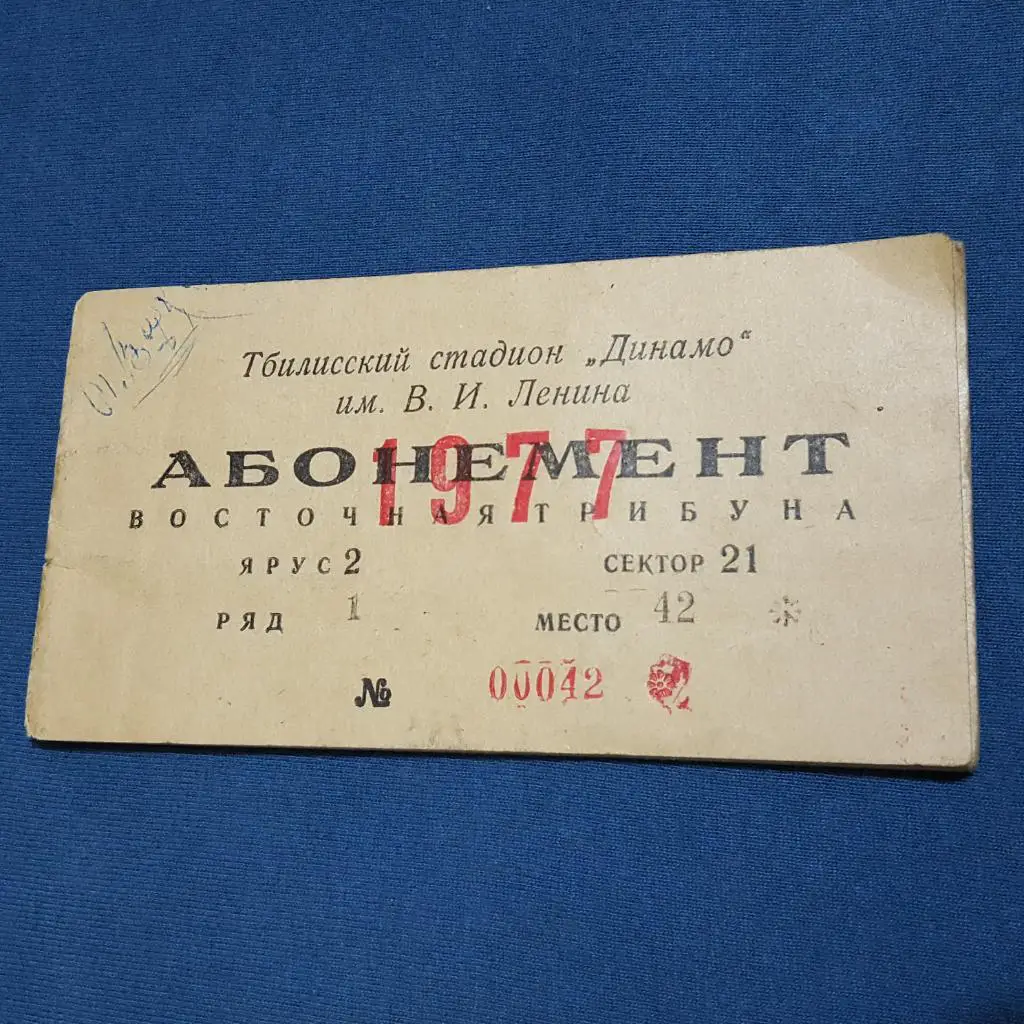 Тбилисский стадион „Динамо“
им. В. И. Ленина
АБОНЕМЕНТ
1977
ВОСТОЧНАЯ ТРИБУНА
ЯРУС 2 СЕКТОР 21
РЯД 1 МЕСТО 42
№ 00042